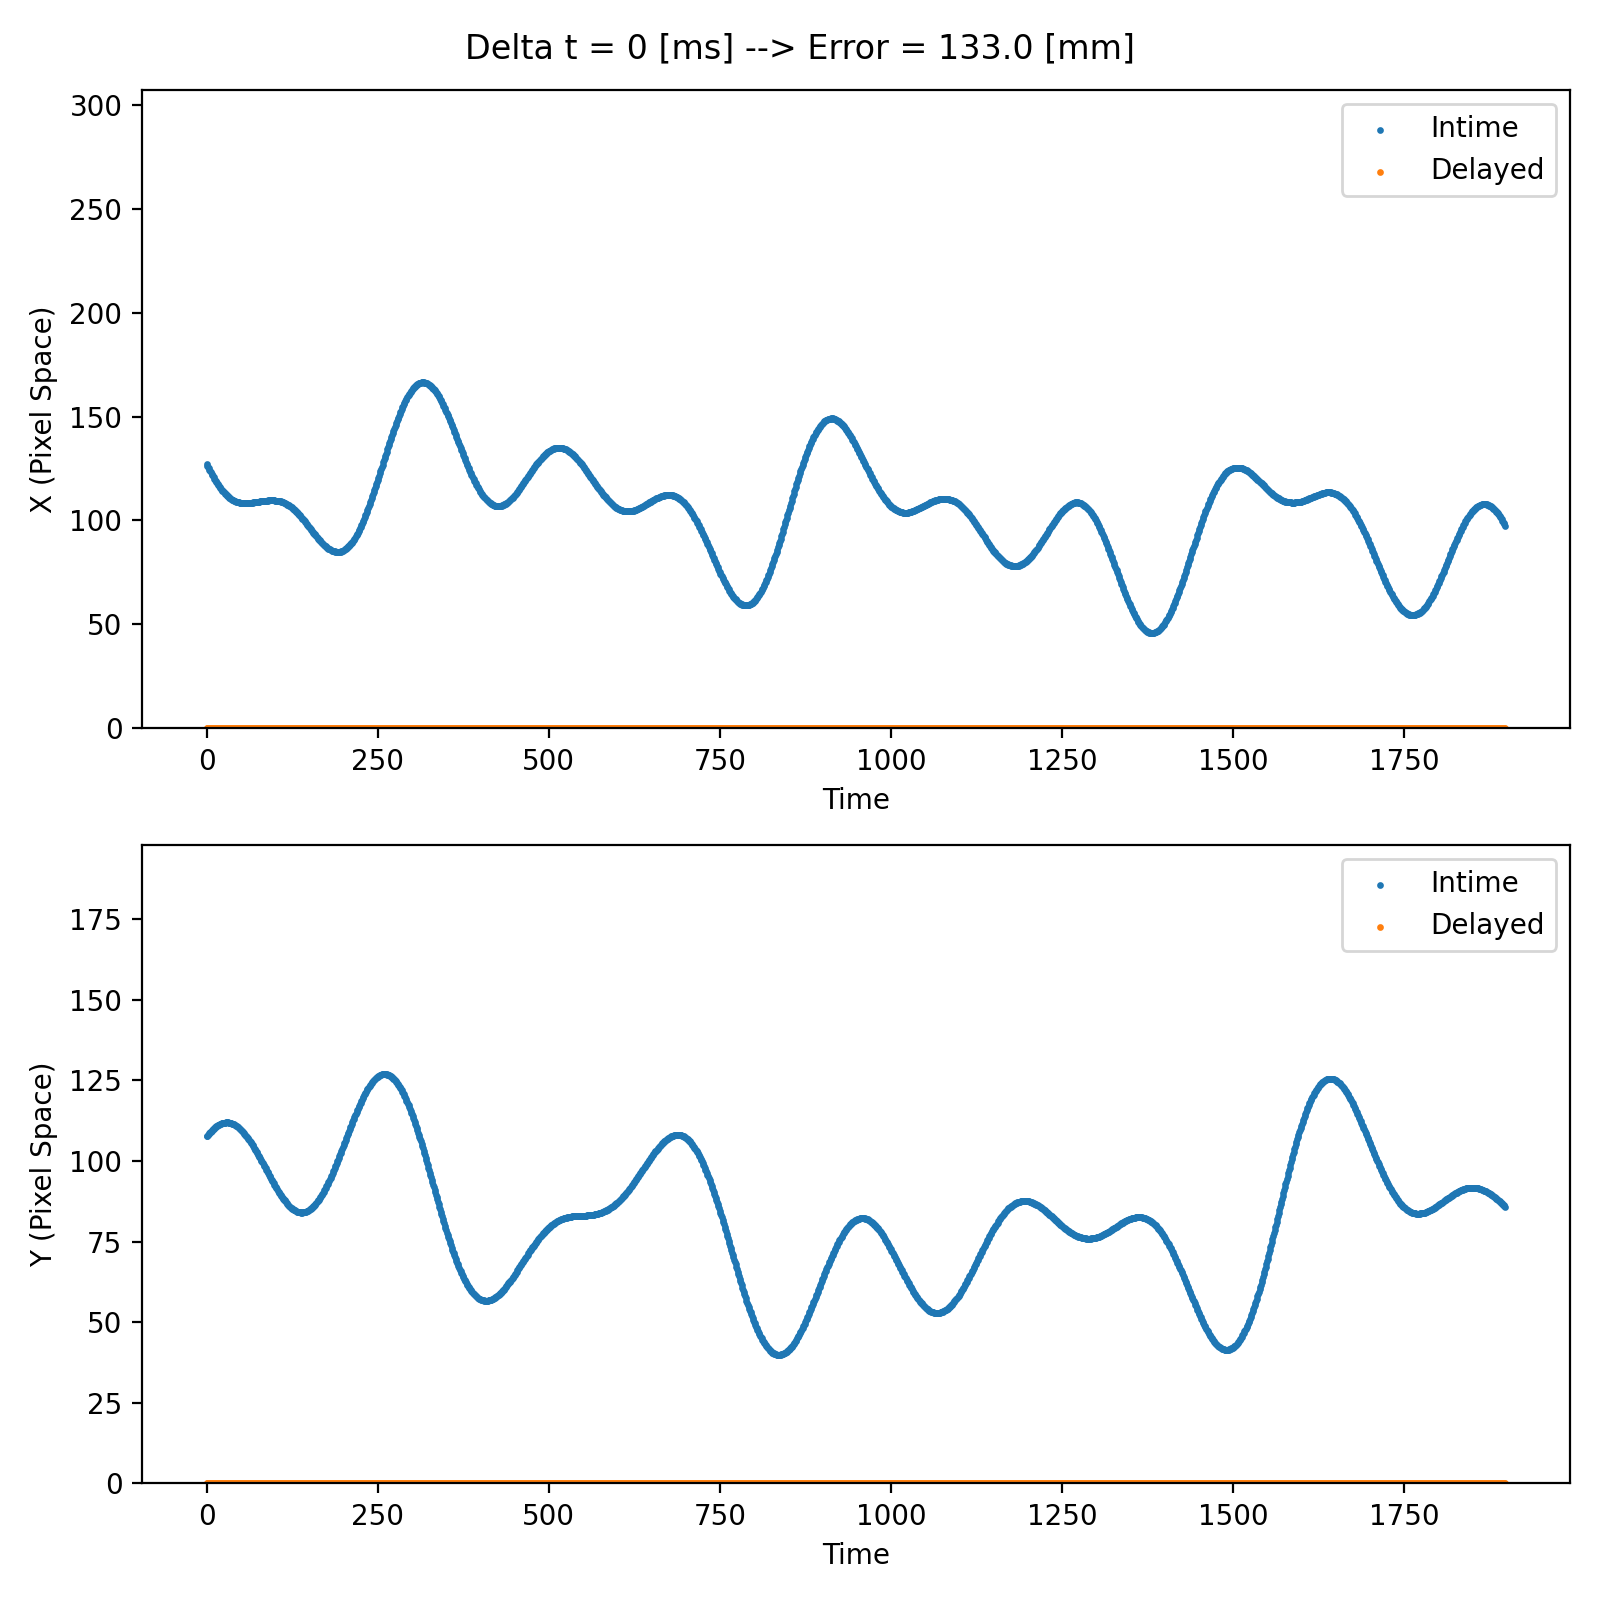 Delta t = 0 [ms] --> Error = 133.0 [mm]
300
250
200
150
100
50
0
X (Pixel Space)
Intime
Delayed
0 250 500 750 1000 1250 1500 1750
Time
175
150
125
100
75
50
25
0
Y (Pixel Space)
Intime
Delayed
0 250 500 750 1000 1250 1500 1750
Time